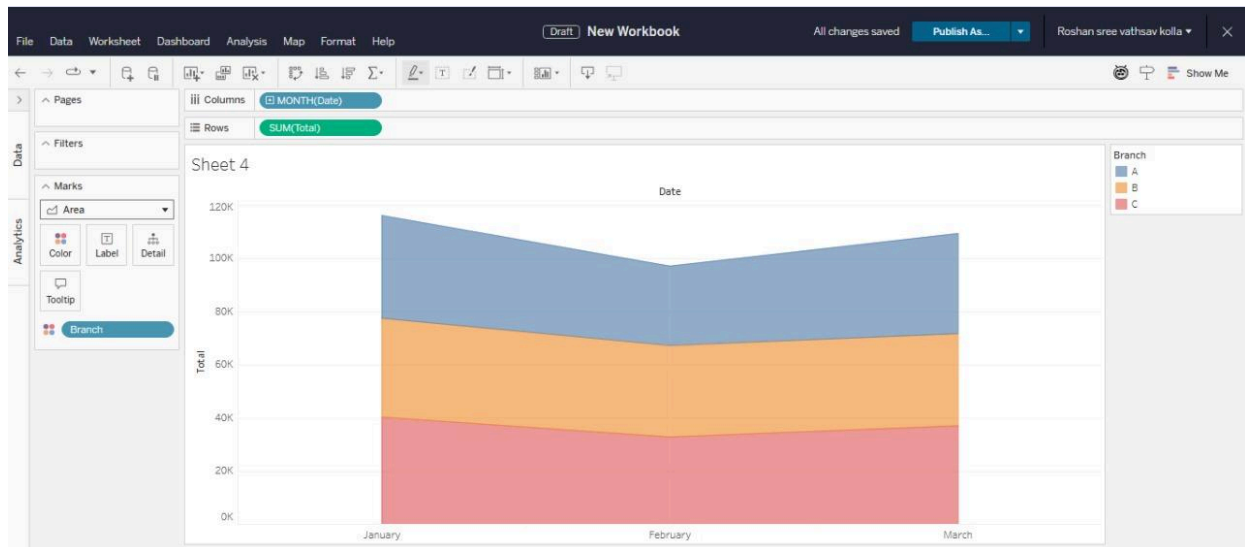 Draft New Workbook
All changes saved
Publish As...
Roshan sree vathsav kolla
File Data Worksheet Dashboard Analysis Map Format Help
Show Me
Data
Analytics
Pages
Filters
Marks
Area
Color Label Detail
Tooltip
Branch
Columns MONTH(Date)
Rows SUM(Total)
Sheet 4
Date
Total
120K
100K
80K
60K
40K
20K
0K
January February March
Branch
A
B
C